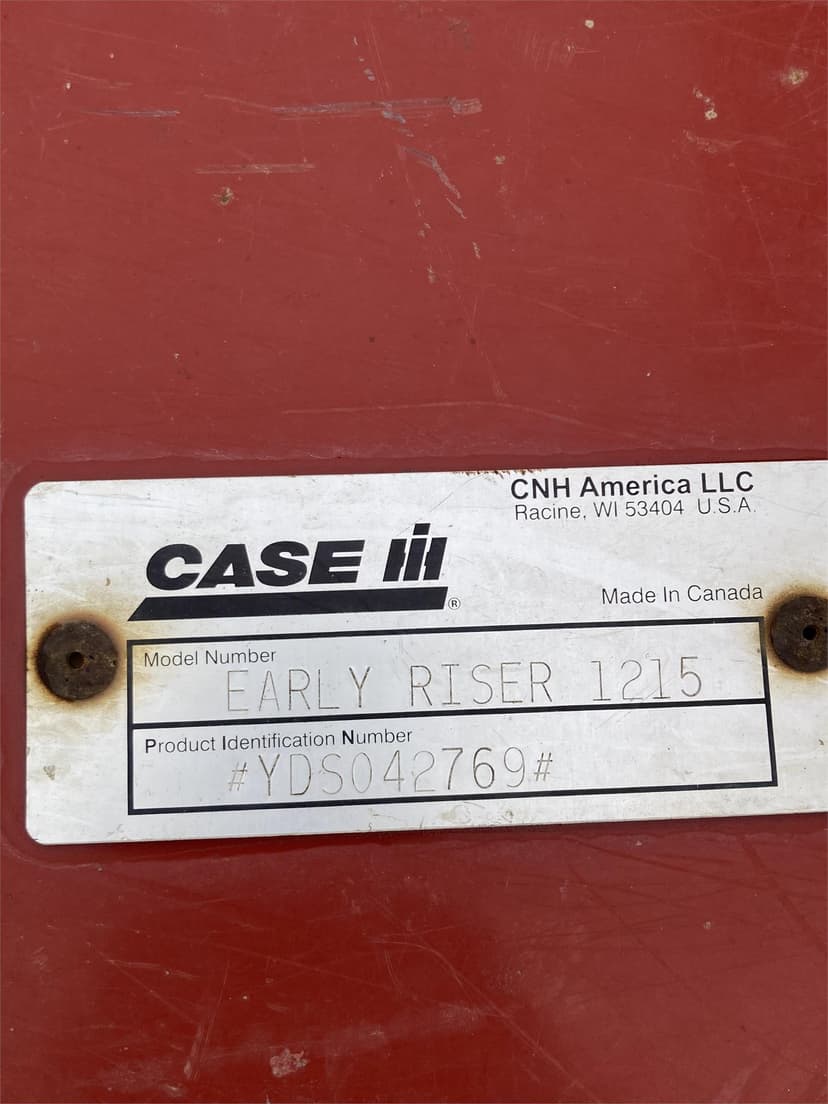 CNH America LLC
Racine, WI 53404 U.S.A.
CASE IH®
Made In Canada
Model Number
EARLY RISER 1215
Product Identification Number
#YDS042769#